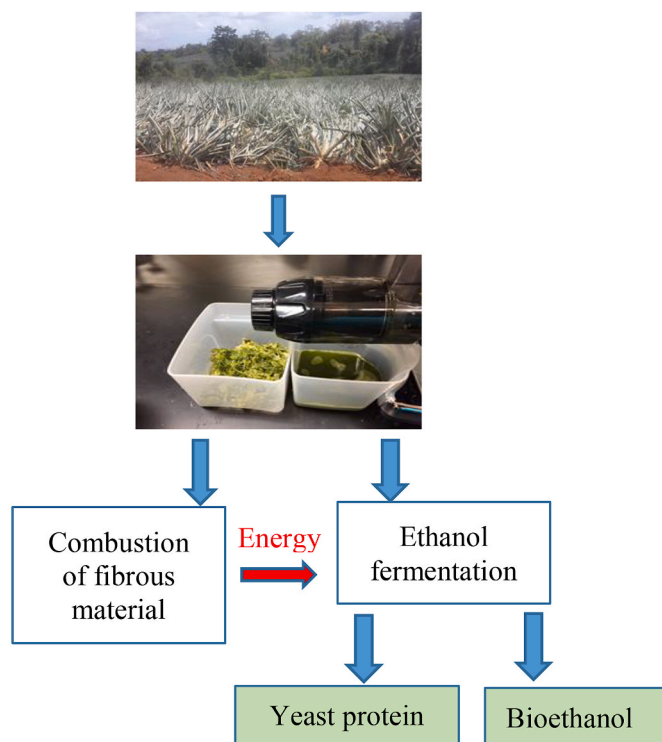 Combustion
of fibrous
material
Energy
Ethanol
fermentation
Yeast protein
Bioethanol